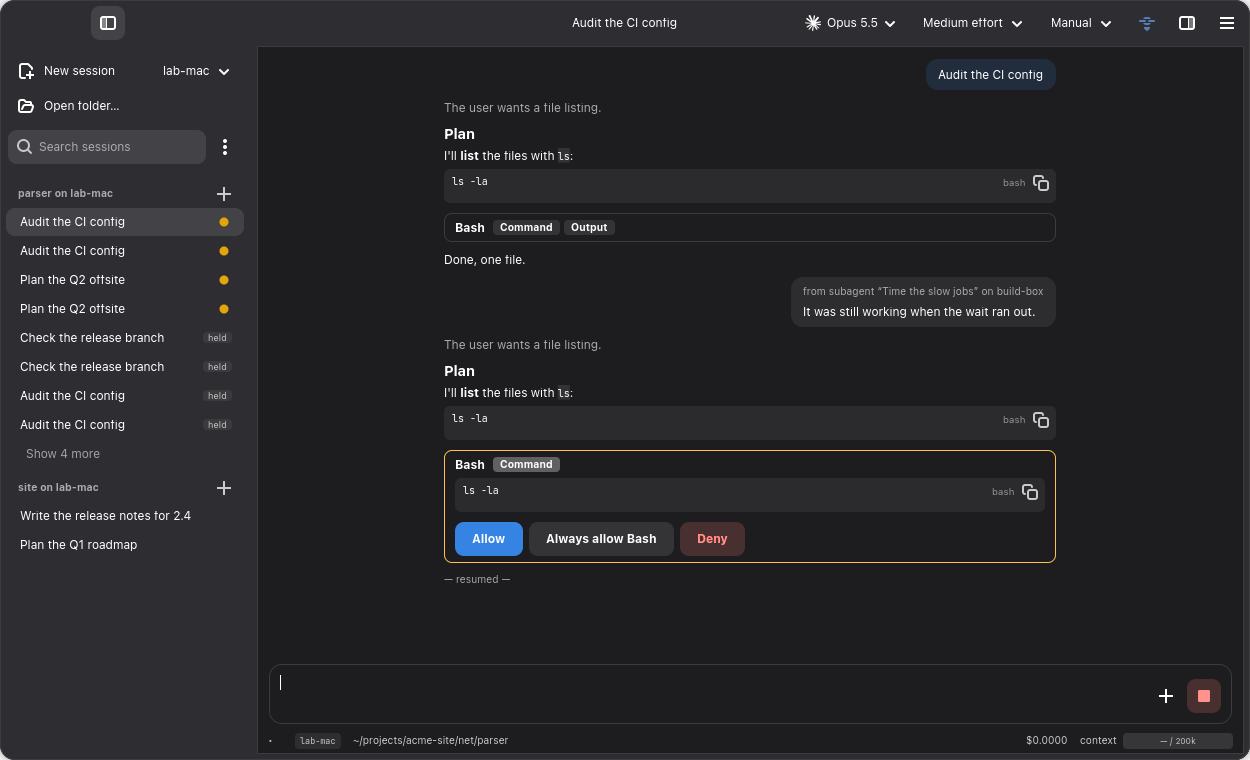 Audit the CI config
Opus 5.5
Medium effort
Manual
New session
lab-mac
Open folder...
Search sessions
parser on lab-mac
Audit the CI config
Audit the CI config
Plan the Q2 offsite
Plan the Q2 offsite
Check the release branch held
Check the release branch held
Audit the CI config held
Audit the CI config held
Show 4 more
site on lab-mac
Write the release notes for 2.4
Plan the Q1 roadmap
Audit the CI config
The user wants a file listing.
Plan
I'll list the files with ls:
ls -la bash
Bash Command Output
Done, one file.
from subagent “Time the slow jobs” on build-box
It was still working when the wait ran out.
The user wants a file listing.
Plan
I'll list the files with ls:
ls -la bash
Bash Command
ls -la bash
Allow Always allow Bash Deny
— resumed —
lab-mac ~/projects/acme-site/net/parser $0.0000 context — / 200k